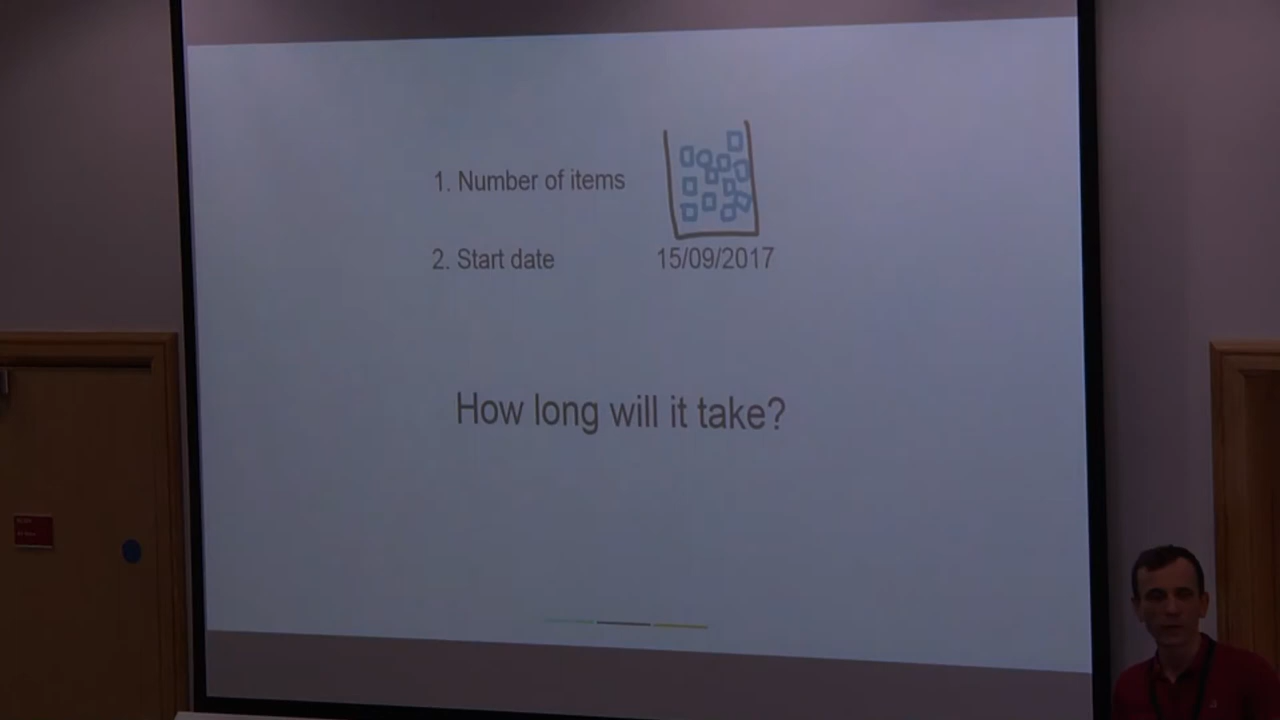 1. Number of items
2. Start date 15/09/2017
How long will it take?